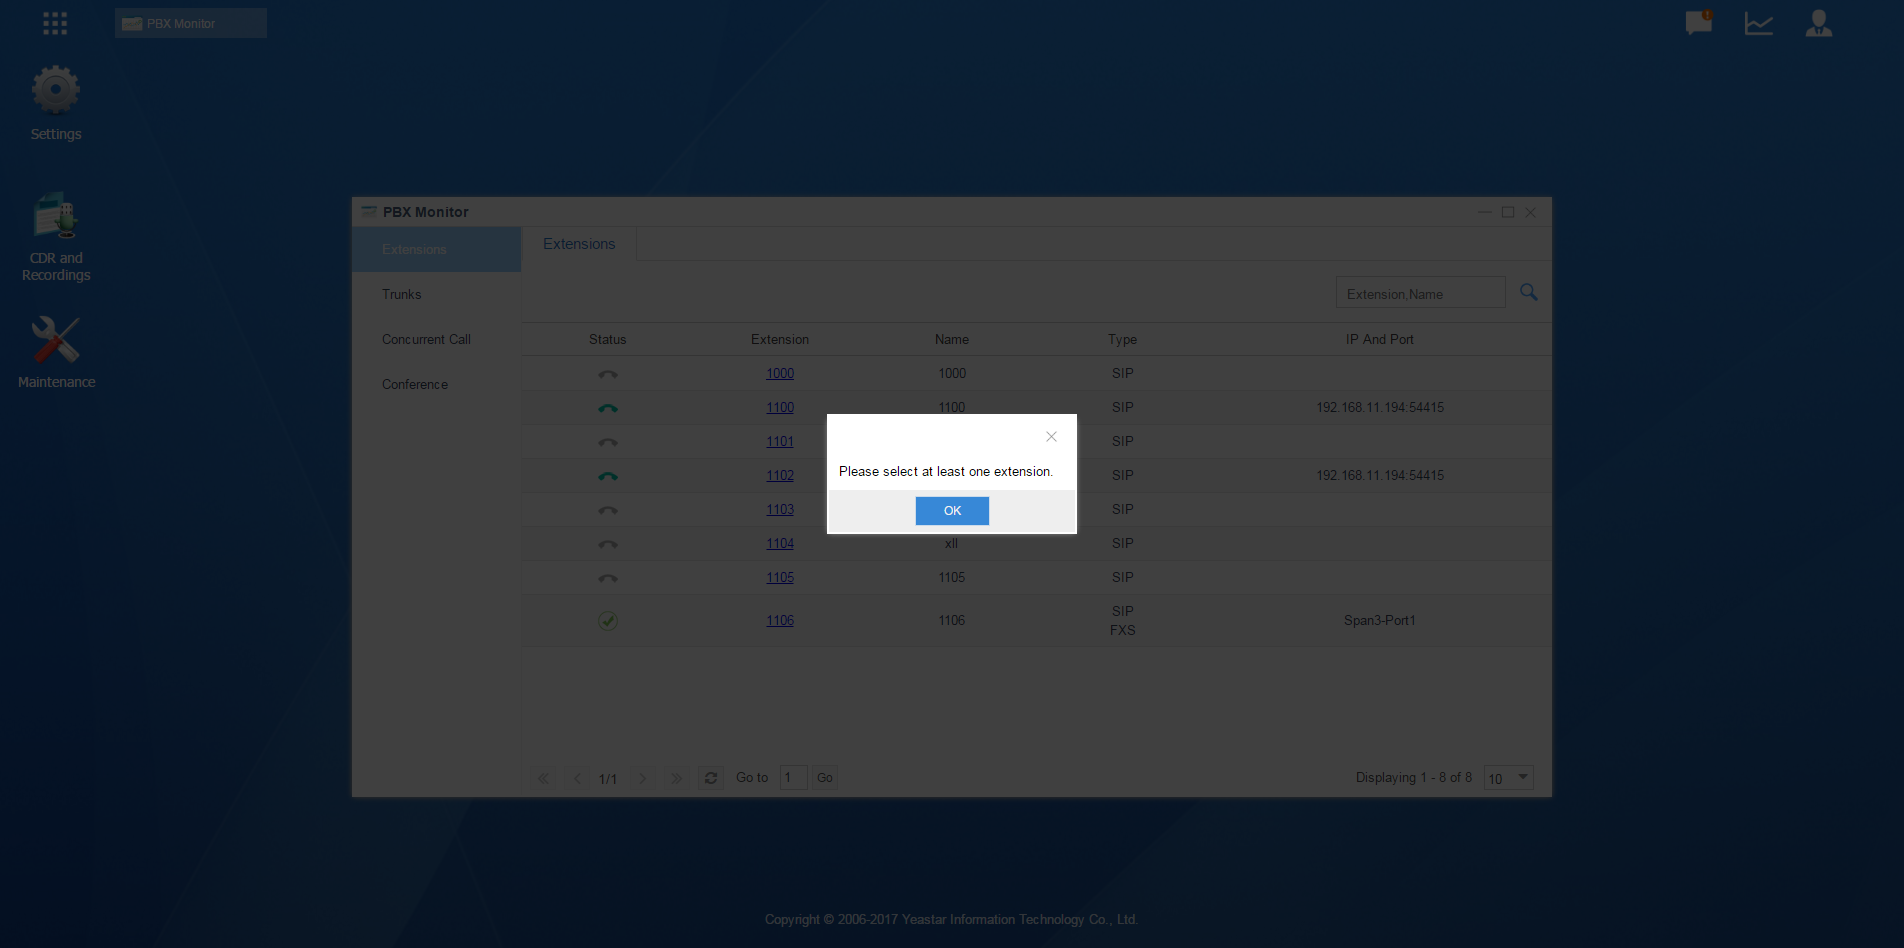 PBX Monitor
!
Settings
CDR and
Recordings
Maintenance
PBX Monitor
Extensions
Trunks
Concurrent Call
Conference
Extensions
Extension,Name
Status Extension Name Type IP And Port
1000 1000 SIP
1100 1100 SIP 192.168.11.194:54415
1101 SIP
1102 SIP 192.168.11.194:54415
1103 SIP
1104 xll SIP
1105 1105 SIP
1106 1106 SIP FXS Span3-Port1
Please select at least one extension.
OK
1/1 Go to 1 Go Displaying 1 - 8 of 8 10
Copyright © 2006-2017 Yeastar Information Technology Co., Ltd.